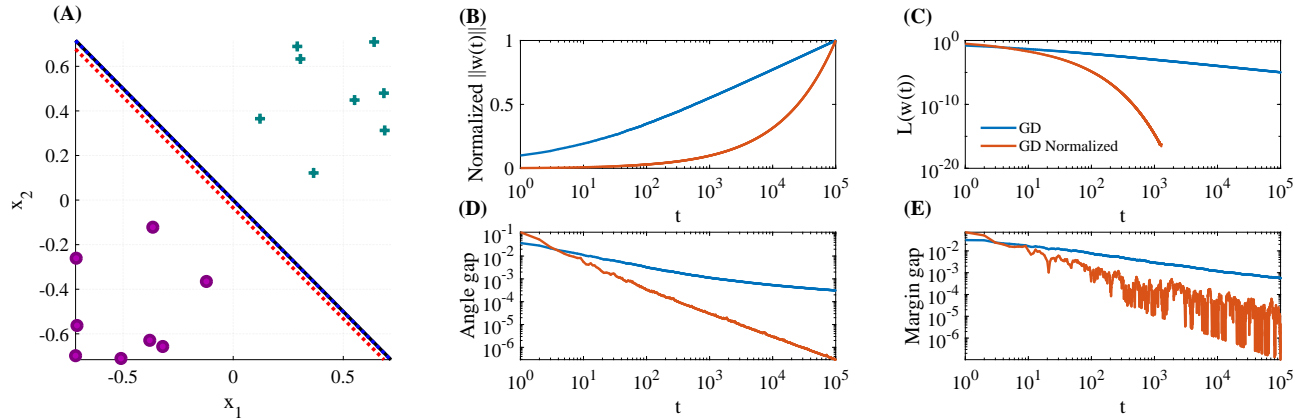 (A)
0.6
0.4
0.2
0
-0.2
-0.4
-0.6
x_2
-0.5
0
0.5
x_1
(B)
Normalized ||w(t)||
1
0.5
0
10^0 10^1 10^2 10^3 10^4 10^5
t
(C)
L(w(t))
10^0
10^-10
10^-20
GD
GD Normalized
10^0 10^1 10^2 10^3 10^4 10^5
t
(D)
Angle gap
10^-1
10^-2
10^-3
10^-4
10^-5
10^-6
10^0 10^1 10^2 10^3 10^4 10^5
t
(E)
Margin gap
10^-2
10^-3
10^-4
10^-5
10^-6
10^0 10^1 10^2 10^3 10^4 10^5
t